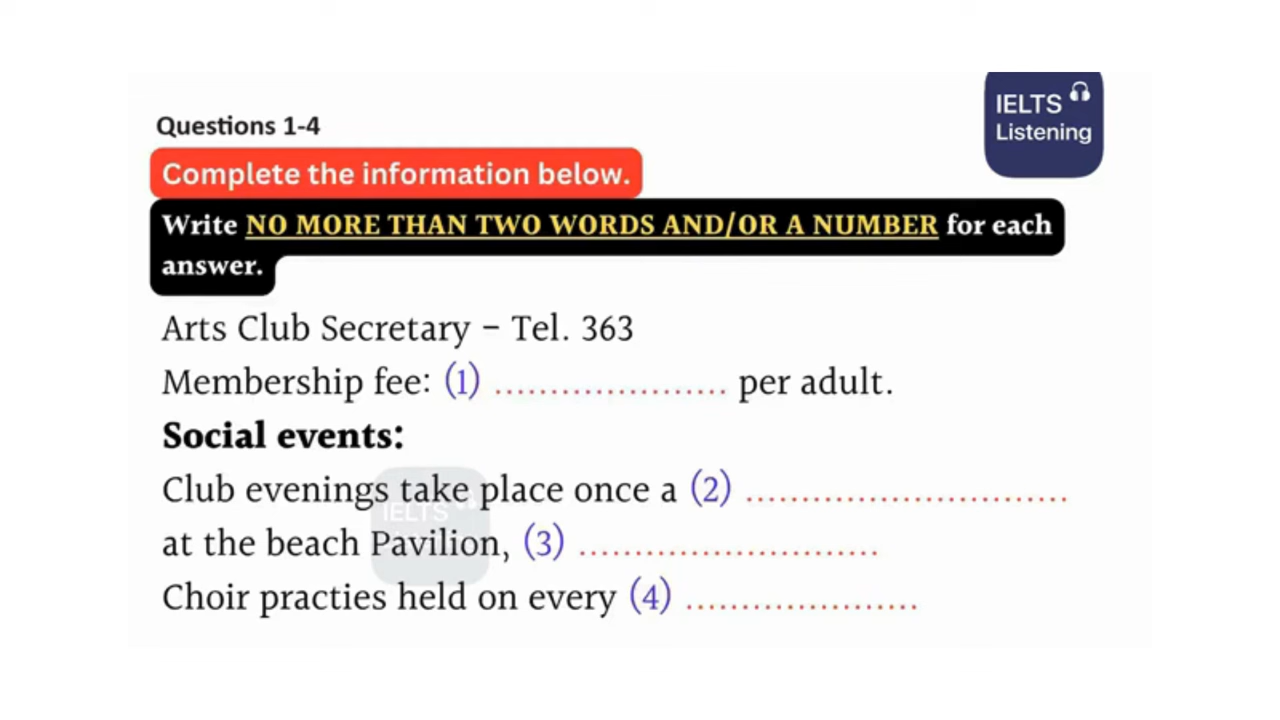 IELTS
Listening
Questions 1-4
Complete the information below.
Write NO MORE THAN TWO WORDS AND/OR A NUMBER for each
answer.
Arts Club Secretary – Tel. 363
Membership fee: (1) ..................... per adult.
Social events:
Club evenings take place once a (2) .............................
IELTS
at the beach Pavilion, (3) ...........................
Choir practies held on every (4) .....................